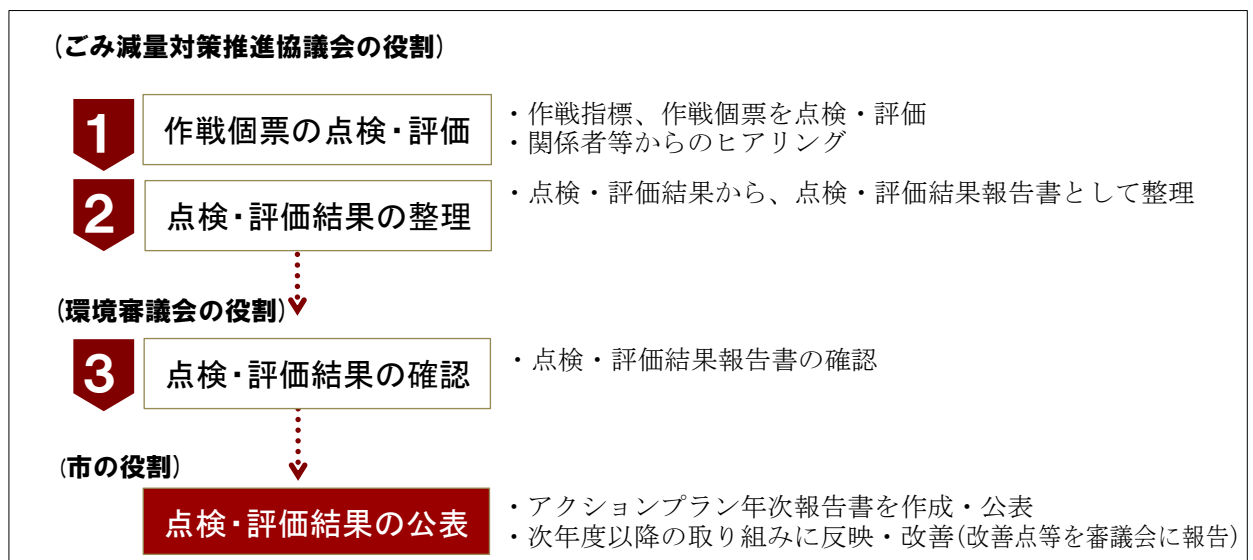 (ごみ減量対策推進協議会の役割)
1 作戦個票の点検・評価
・作戦指標、作戦個票を点検・評価
・関係者等からのヒアリング
2 点検・評価結果の整理
・点検・評価結果から、点検・評価結果報告書として整理
(環境審議会の役割)
3 点検・評価結果の確認
・点検・評価結果報告書の確認
(市の役割)
点検・評価結果の公表
・アクションプラン年次報告書を作成・公表
・次年度以降の取り組みに反映・改善(改善点等を審議会に報告)